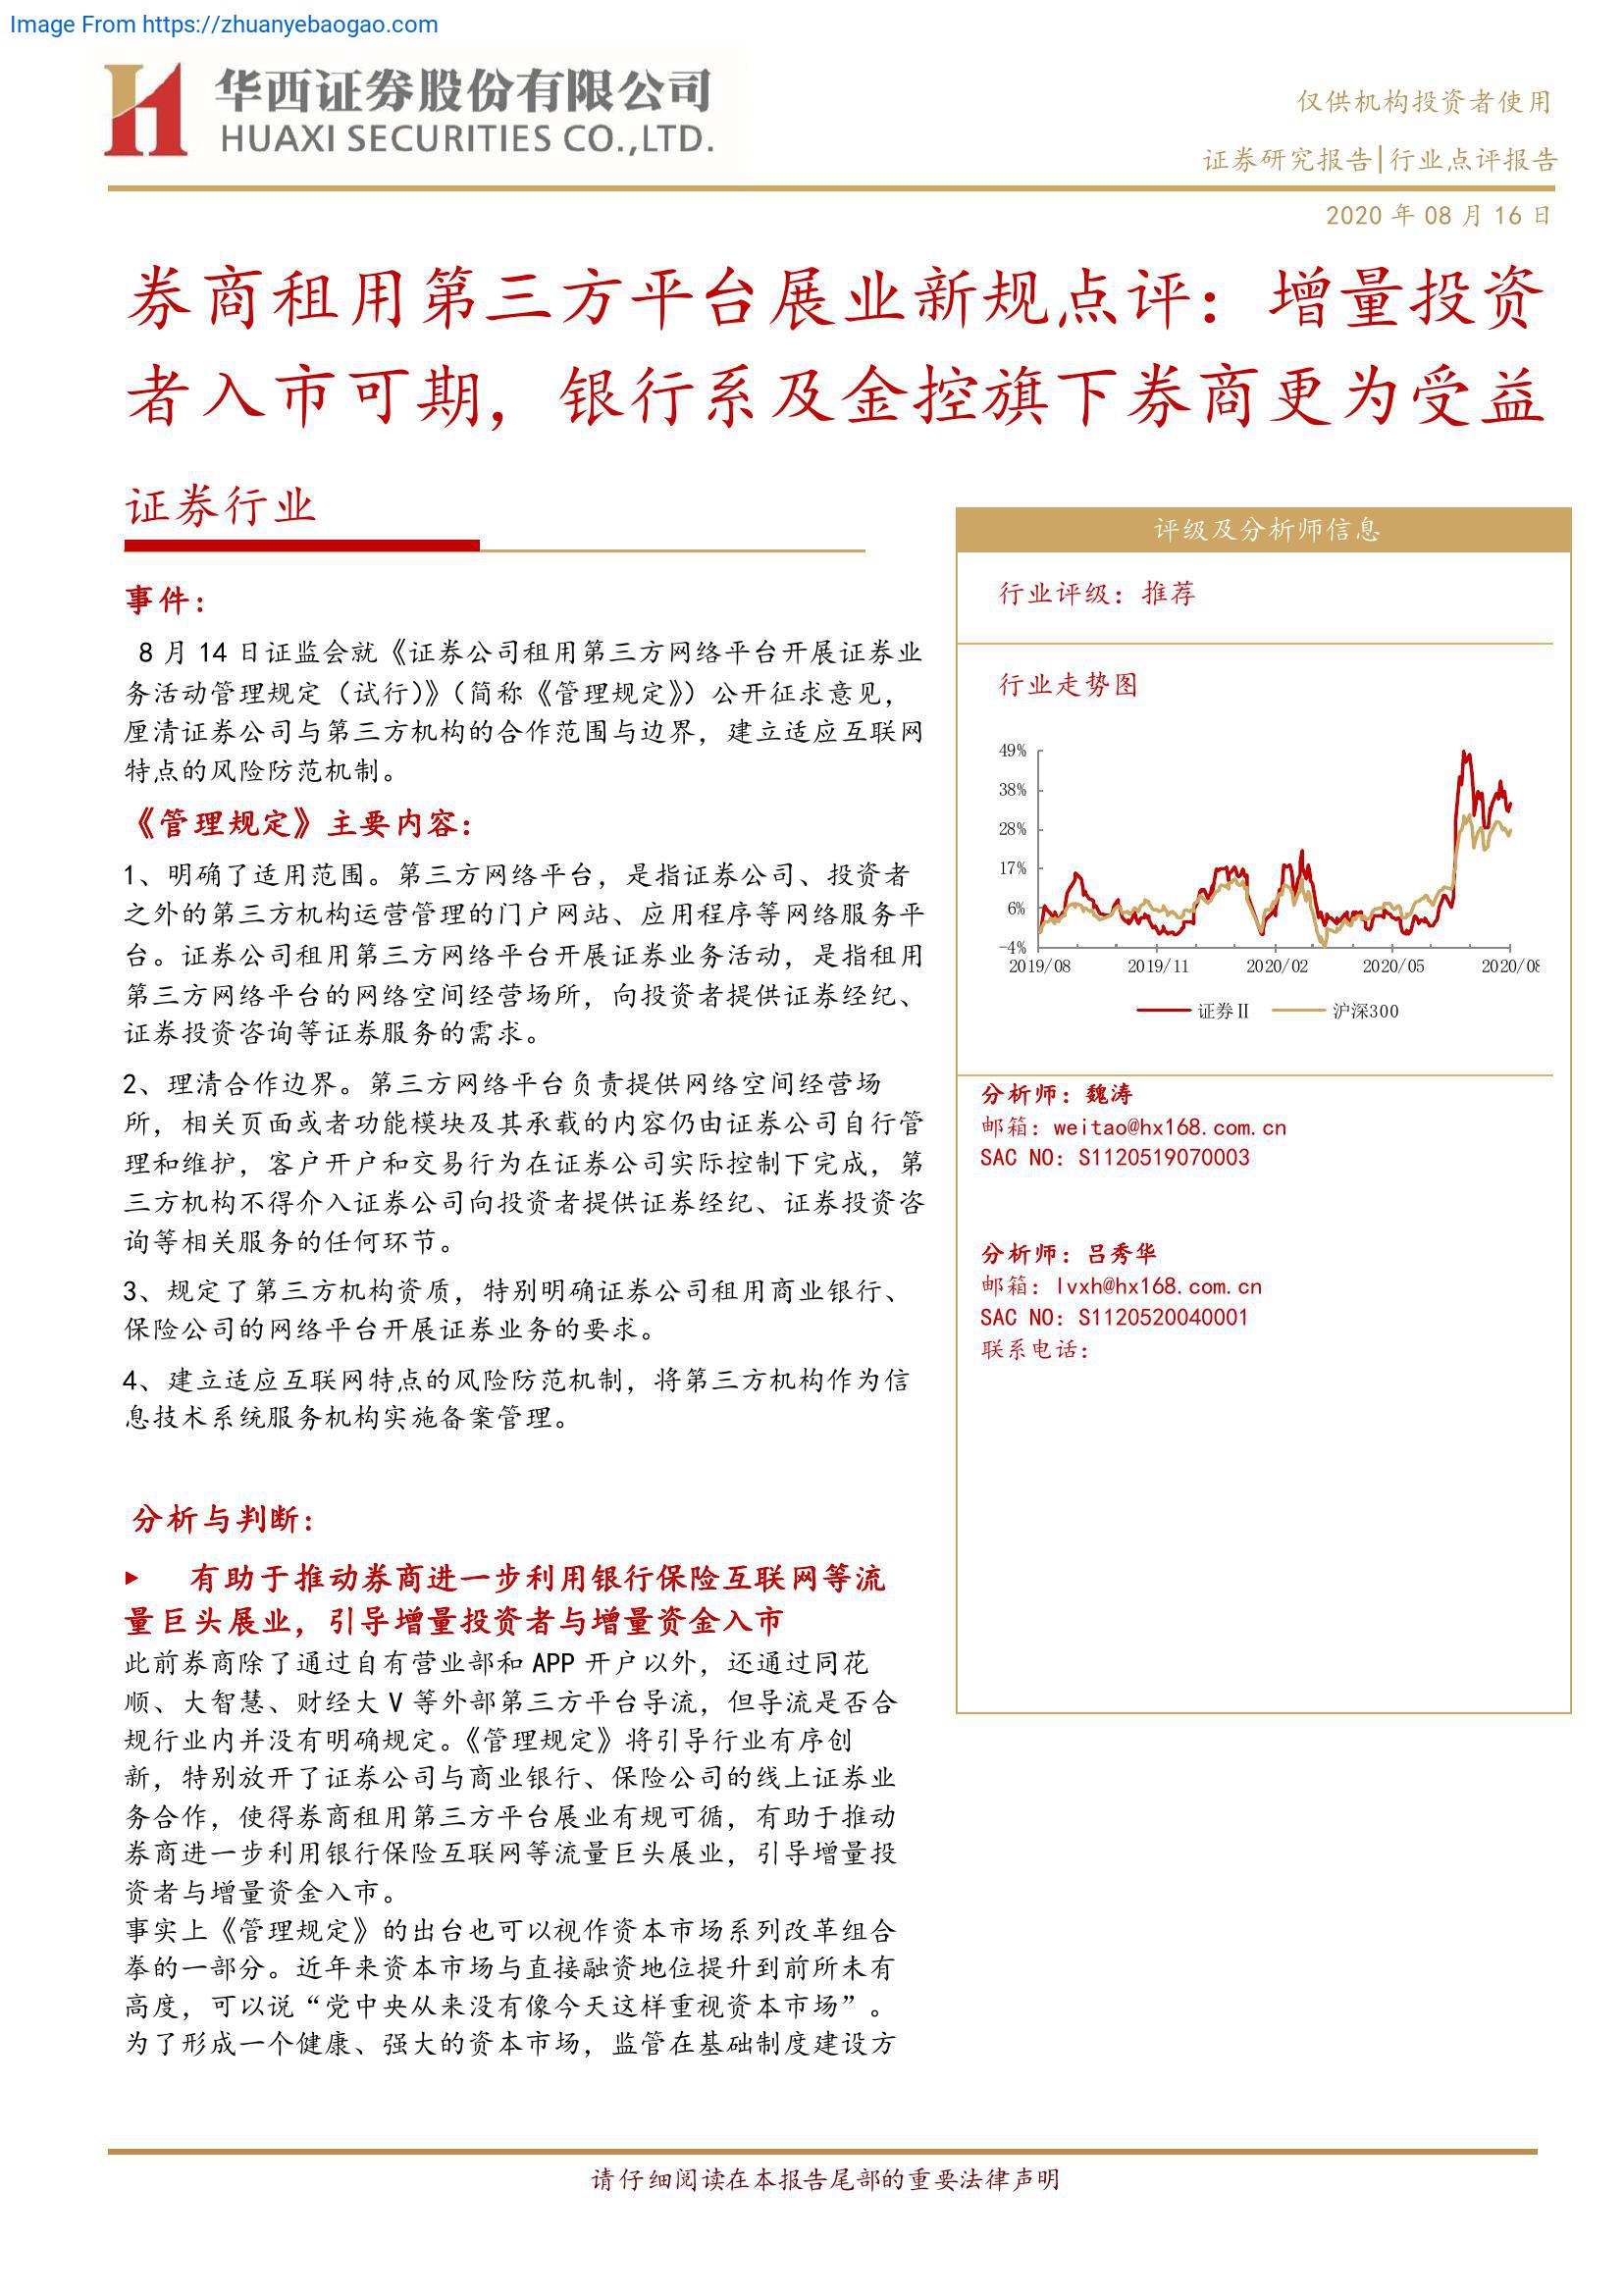 Image From https://zhuanyebaogao.com
华西证券股份有限公司
HUAXI SECURITIES CO.,LTD.
仅供机构投资者使用
证券研究报告|行业点评报告
2020 年 08 月 16 日
券商租用第三方平台展业新规点评：增量投资
者入市可期，银行系及金控旗下券商更为受益
证券行业
事件：
8 月 14 日证监会就《证券公司租用第三方网络平台开展证券业
务活动管理规定（试行）》（简称《管理规定》）公开征求意见，
厘清证券公司与第三方机构的合作范围与边界，建立适应互联网
特点的风险防范机制。
《管理规定》主要内容：
1、明确了适用范围。第三方网络平台，是指证券公司、投资者
之外的第三方机构运营管理的门户网站、应用程序等网络服务平
台。证券公司租用第三方网络平台开展证券业务活动，是指租用
第三方网络平台的网络空间经营场所，向投资者提供证券经纪、
证券投资咨询等证券服务的需求。
2、理清合作边界。第三方网络平台负责提供网络空间经营场
所，相关页面或者功能模块及其承载的内容仍由证券公司自行管
理和维护，客户开户和交易行为在证券公司实际控制下完成，第
三方机构不得介入证券公司向投资者提供证券经纪、证券投资咨
询等相关服务的任何环节。
3、规定了第三方机构资质，特别明确证券公司租用商业银行、
保险公司的网络平台开展证券业务的要求。
4、建立适应互联网特点的风险防范机制，将第三方机构作为信
息技术系统服务机构实施备案管理。
分析与判断：
▶ 有助于推动券商进一步利用银行保险互联网等流
量巨头展业，引导增量投资者与增量资金入市
此前券商除了通过自有营业部和 APP 开户以外，还通过同花
顺、大智慧、财经大 V 等外部第三方平台导流，但导流是否合
规行业内并没有明确规定。《管理规定》将引导行业有序创
新，特别放开了证券公司与商业银行、保险公司的线上证券业
务合作，使得券商租用第三方平台展业有规可循，有助于推动
券商进一步利用银行保险互联网等流量巨头展业，引导增量投
资者与增量资金入市。
事实上《管理规定》的出台也可以视作资本市场系列改革组合
拳的一部分。近年来资本市场与直接融资地位提升到前所未有
高度，可以说“党中央从来没有像今天这样重视资本市场”。
为了形成一个健康、强大的资本市场，监管在基础制度建设方
评级及分析师信息
行业评级：推荐
行业走势图
49%
38%
28%
17%
6%
-4%
2019/08 2019/11 2020/02 2020/05 2020/08
证券Ⅱ 沪深300
分析师：魏涛
邮箱：weitao@hx168.com.cn
SAC NO：S1120519070003
分析师：吕秀华
邮箱：lvxh@hx168.com.cn
SAC NO：S1120520040001
联系电话：
请仔细阅读在本报告尾部的重要法律声明